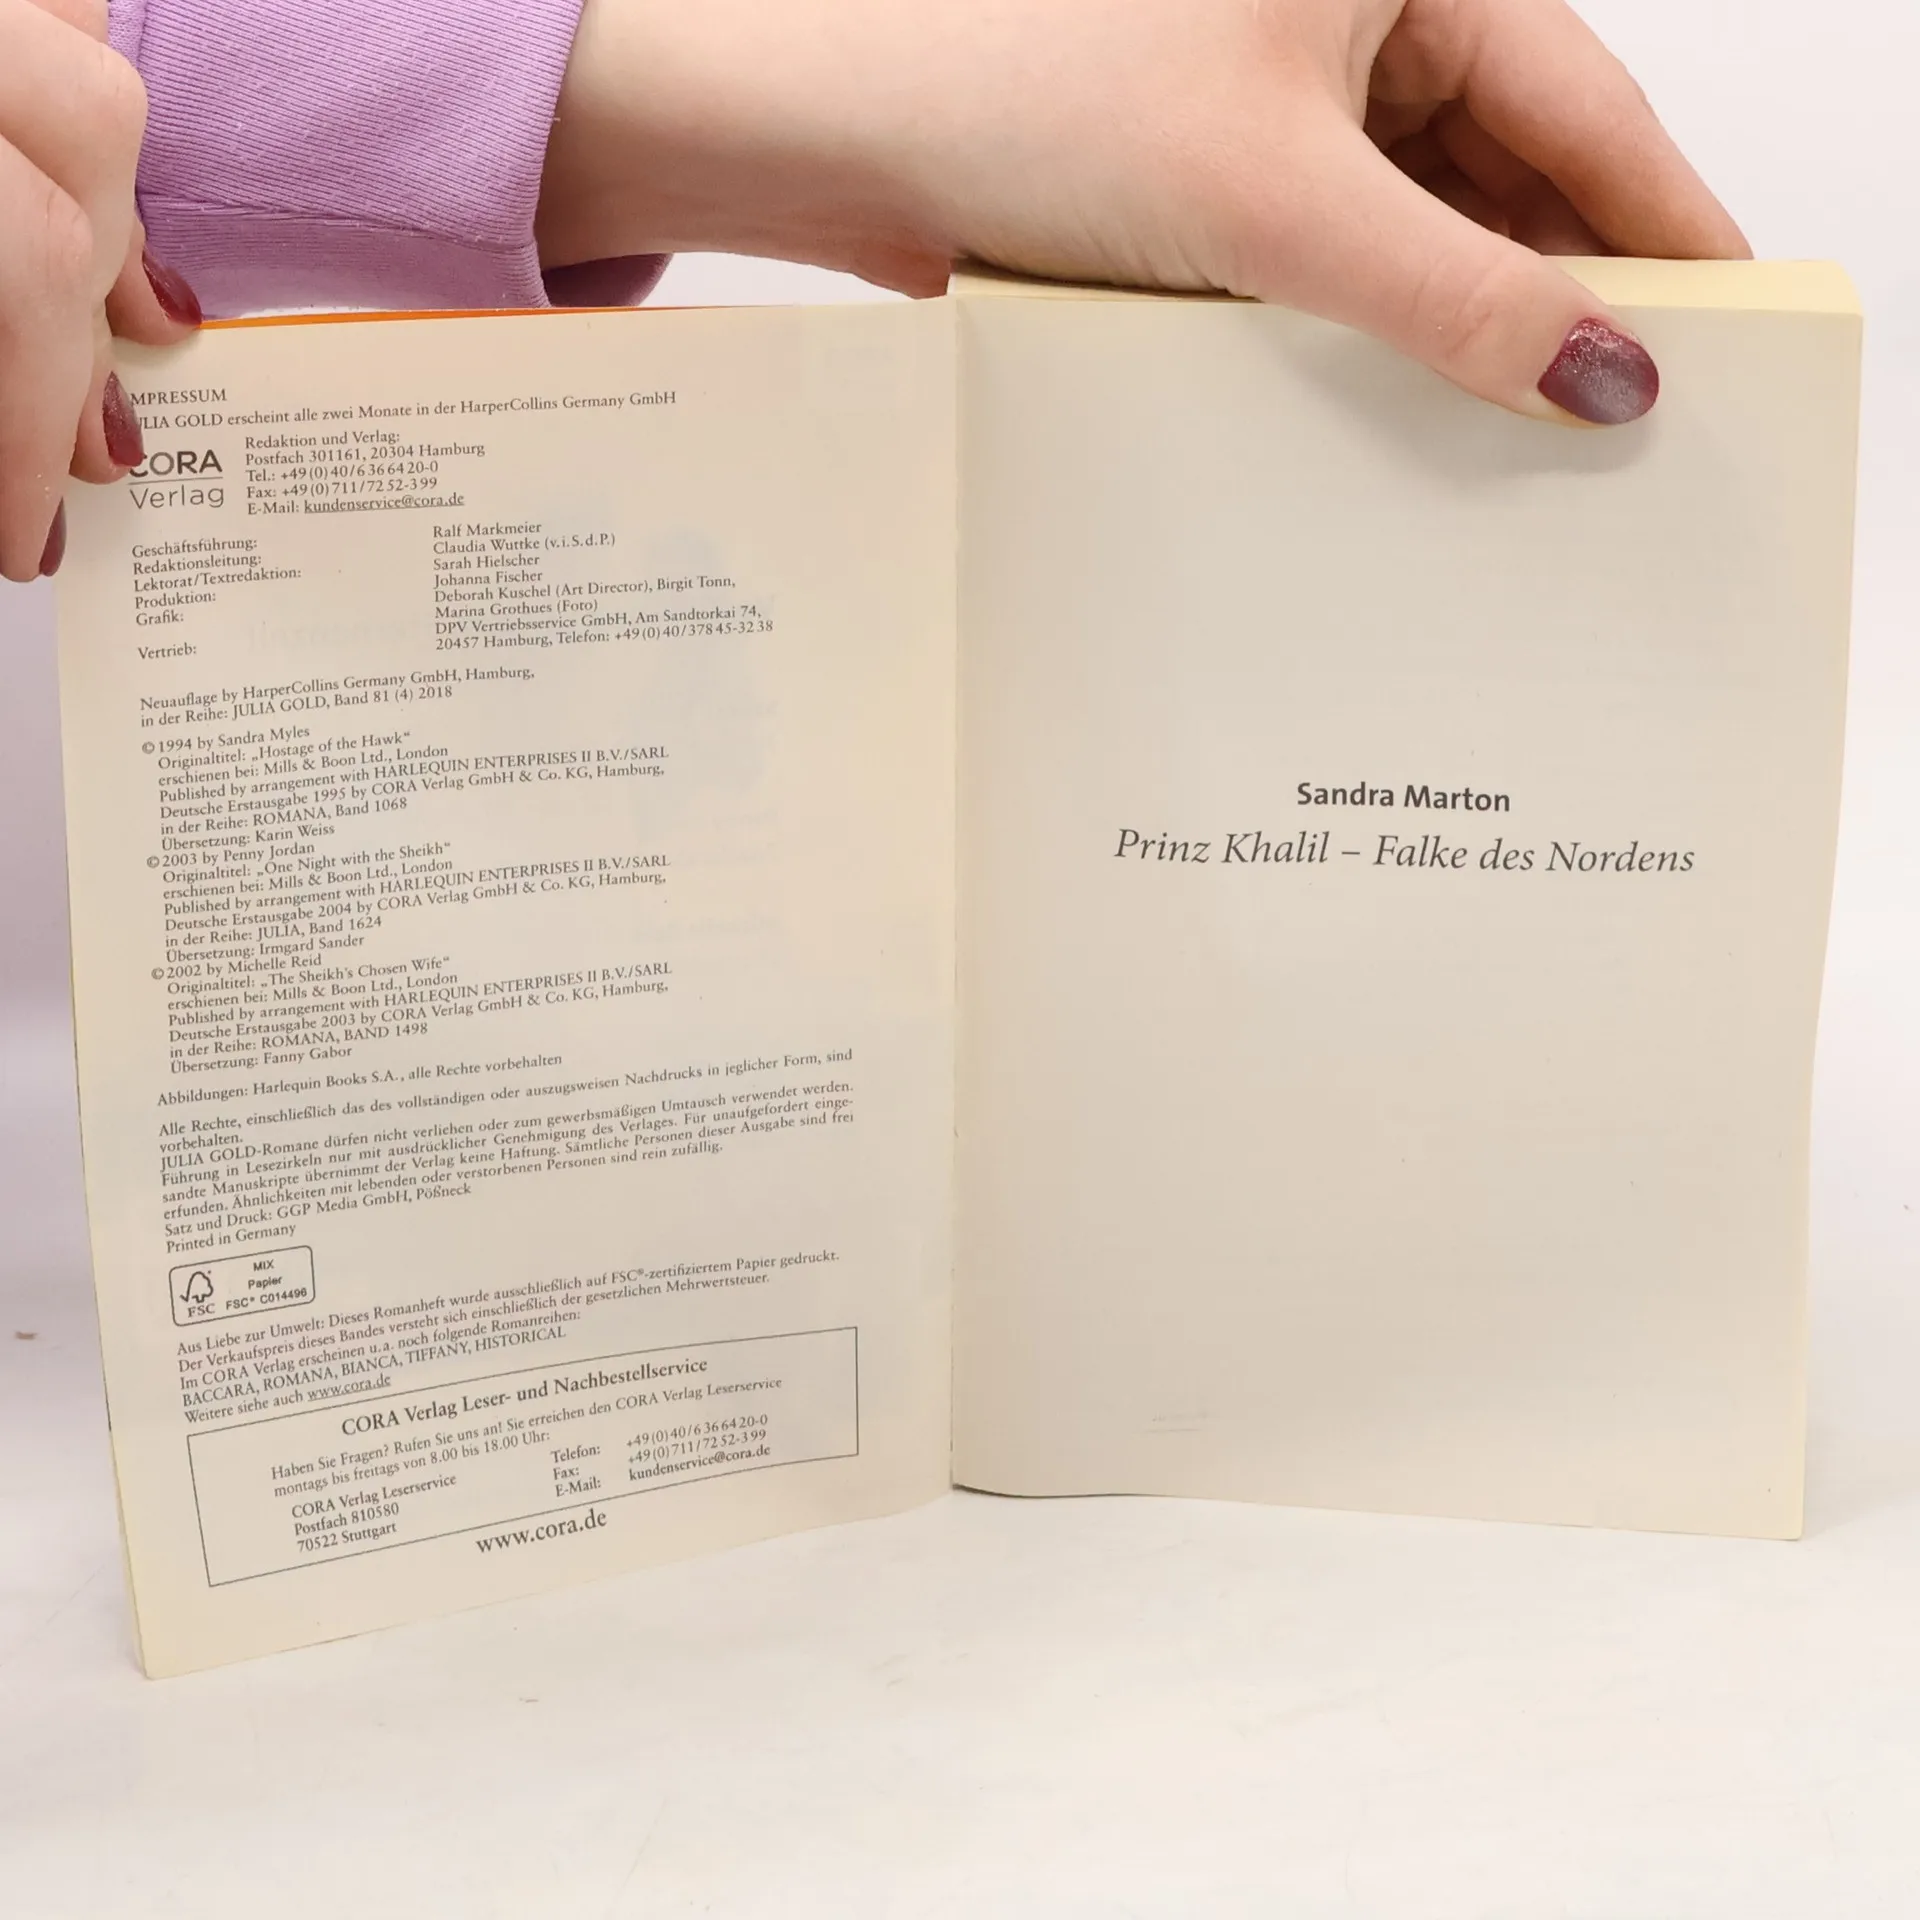 MPRESSUM
LIA GOLD erscheint alle zwei Monate in der HarperCollins Germany GmbH
CORA
Verlag
Redaktion und Verlag:
Postfach 301161, 20304 Hamburg
Tel.: +49(0)40/6366420-0
Fax: +49(0)711/7252-399
E-Mail: kundenservice@cora.de
Geschäftsführung: Ralf Markmeier
Redaktionsleitung: Claudia Wuttke (v.i.S.d.P.)
Lektorat/Textredaktion: Sarah Hielscher
Produktion: Johanna Fischer
Grafik: Deborah Kuschel (Art Director), Birgit Tonn,
Marina Grothues (Foto)
Vertrieb: DPV Vertriebsservice GmbH, Am Sandtorkai 74,
20457 Hamburg, Telefon: +49(0)40/37845-3238
Neuauflage by HarperCollins Germany GmbH, Hamburg,
in der Reihe: JULIA GOLD, Band 81 (4) 2018
© 1994 by Sandra Myles
Originaltitel: „Hostage of the Hawk“
erschienen bei: Mills & Boon Ltd., London
Published by arrangement with HARLEQUIN ENTERPRISES II B.V./SARL
Deutsche Erstausgabe 1995 by CORA Verlag GmbH & Co. KG, Hamburg,
in der Reihe: ROMANA, Band 1068
Übersetzung: Karin Weiss
© 2003 by Penny Jordan
Originaltitel: „One Night with the Sheikh“
erschienen bei: Mills & Boon Ltd., London
Published by arrangement with HARLEQUIN ENTERPRISES II B.V./SARL
Deutsche Erstausgabe 2004 by CORA Verlag GmbH & Co. KG, Hamburg,
in der Reihe: JULIA, Band 1624
Übersetzung: Irmgard Sander
© 2002 by Michelle Reid
Originaltitel: „The Sheikh's Chosen Wife“
erschienen bei: Mills & Boon Ltd., London
Published by arrangement with HARLEQUIN ENTERPRISES II B.V./SARL
Deutsche Erstausgabe 2003 by CORA Verlag GmbH & Co. KG, Hamburg,
in der Reihe: ROMANA, BAND 1498
Übersetzung: Fanny Gabor
Abbildungen: Harlequin Books S.A., alle Rechte vorbehalten
Alle Rechte, einschließlich das des vollständigen oder auszugsweisen Nachdrucks in jeglicher Form, sind
vorbehalten.
JULIA GOLD-Romane dürfen nicht verliehen oder zum gewerbsmäßigen Umtausch verwendet werden.
Führung in Lesezirkeln nur mit ausdrücklicher Genehmigung des Verlages. Für unaufgefordert einge-
sandte Manuskripte übernimmt der Verlag keine Haftung. Sämtliche Personen dieser Ausgabe sind frei
erfunden. Ähnlichkeiten mit lebenden oder verstorbenen Personen sind rein zufällig.
Satz und Druck: GGP Media GmbH, Pößneck
Printed in Germany
MIX
Papier
FSC FSC® C014496
Aus Liebe zur Umwelt: Dieses Romanheft wurde ausschließlich auf FSC®-zertifiziertem Papier gedruckt.
Der Verkaufspreis dieses Bandes versteht sich einschließlich der gesetzlichen Mehrwertsteuer.
Im CORA Verlag erscheinen u.a. noch folgende Romanreihen:
BACCARA, ROMANA, BIANCA, TIFFANY, HISTORICAL
Weitere siehe auch www.cora.de
CORA Verlag Leser- und Nachbestellservice
Haben Sie Fragen? Rufen Sie uns an! Sie erreichen den CORA Verlag Leserservice
montags bis freitags von 8.00 bis 18.00 Uhr:
CORA Verlag Leserservice
Postfach 810580
70522 Stuttgart
Telefon: +49(0)40/6366420-0
Fax: +49(0)711/7252-399
E-Mail: kundenservice@cora.de
www.cora.de
Sandra Marton
Prinz Khalil – Falke des Nordens